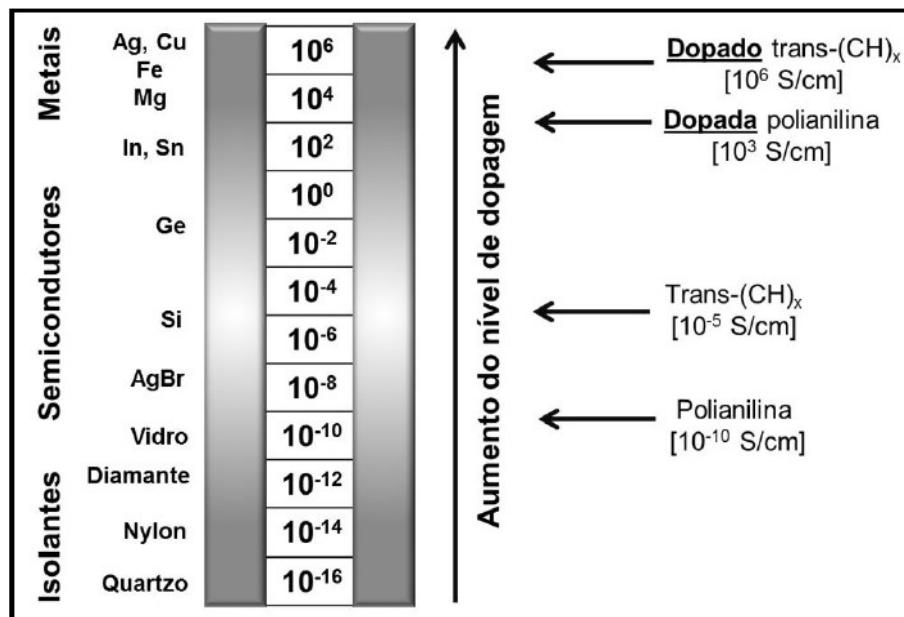 Metais
Semicondutores
Isolantes
Ag, Cu
Fe
Mg
In, Sn
Ge
Si
AgBr
Vidro
Diamante
Nylon
Quartzo
10⁶
10⁴
10²
10⁰
10⁻²
10⁻⁴
10⁻⁶
10⁻⁸
10⁻¹⁰
10⁻¹²
10⁻¹⁴
10⁻¹⁶
Aumento do nível de dopagem
Dopado trans-(CH)ₓ
[10⁶ S/cm]
Dopada polianilina
[10³ S/cm]
Trans-(CH)ₓ
[10⁻⁵ S/cm]
Polianilina
[10⁻¹⁰ S/cm]